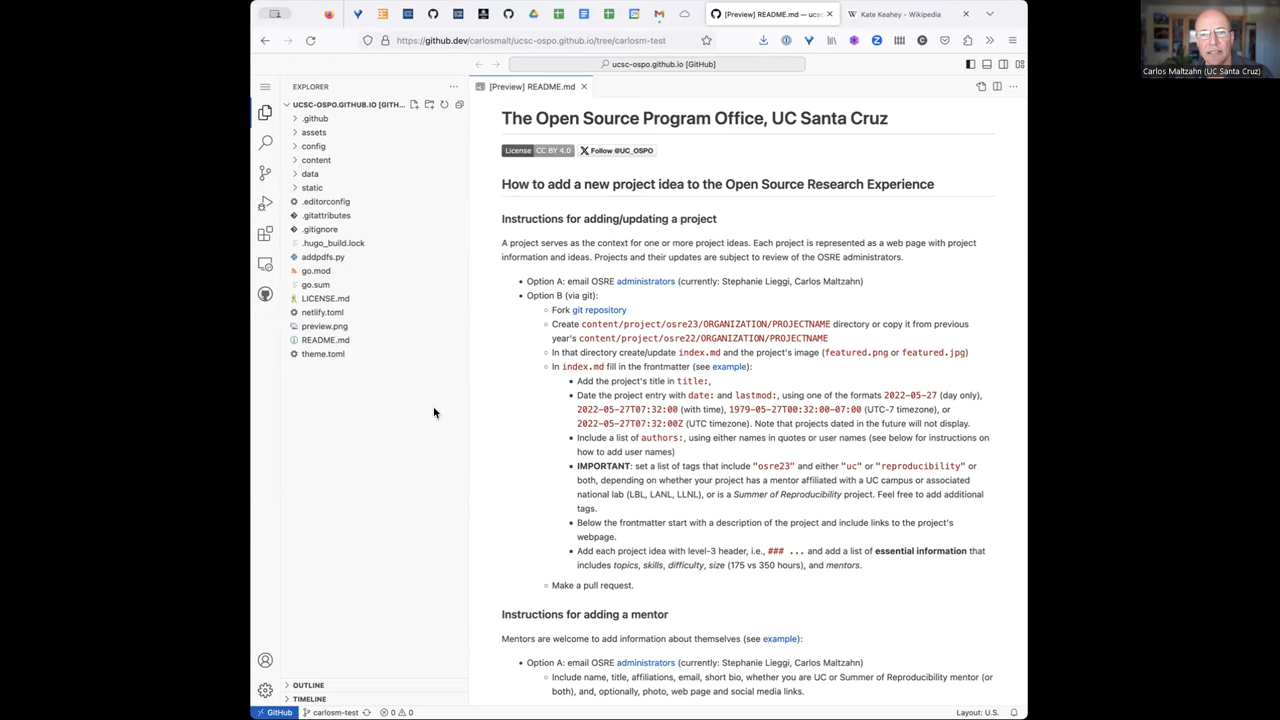 [Preview] README.md — ucsc
Kate Keahey - Wikipedia
https://github.dev/carlosmalt/ucsc-ospo.github.io/tree/carlosm-test
ucsc-ospo.github.io [GitHub]
Carlos Maltzahn (UC Santa Cruz)
EXPLORER
UCSC-OSPO.GITHUB.IO [GITH...
.github
assets
config
content
data
static
.editorconfig
.gitattributes
.gitignore
.hugo_build.lock
addpdfs.py
go.mod
go.sum
LICENSE.md
netlify.toml
preview.png
README.md
theme.toml
OUTLINE
TIMELINE
[Preview] README.md
The Open Source Program Office, UC Santa Cruz
License CC BY 4.0 Follow @UC_OSPO
How to add a new project idea to the Open Source Research Experience
Instructions for adding/updating a project
A project serves as the context for one or more project ideas. Each project is represented as a web page with project
information and ideas. Projects and their updates are subject to review of the OSRE administrators.
• Option A: email OSRE administrators (currently: Stephanie Lieggi, Carlos Maltzahn)
• Option B (via git):
Fork git repository
Create content/project/osre23/ORGANIZATION/PROJECTNAME directory or copy it from previous
year's content/project/osre22/ORGANIZATION/PROJECTNAME
In that directory create/update index.md and the project's image (featured.png or featured.jpg)
In index.md fill in the frontmatter (see example):
Add the project's title in title:,
Date the project entry with date: and lastmod:, using one of the formats 2022-05-27 (day only),
2022-05-27T07:32:00 (with time), 1979-05-27T00:32:00-07:00 (UTC-7 timezone), or
2022-05-27T07:32:00Z (UTC timezone). Note that projects dated in the future will not display.
Include a list of authors:, using either names in quotes or user names (see below for instructions on
how to add user names)
IMPORTANT: set a list of tags that include "osre23" and either "uc" or "reproducibility" or
both, depending on whether your project has a mentor affiliated with a UC campus or associated
national lab (LBL, LANL, LLNL), or is a Summer of Reproducibility project. Feel free to add additional
tags.
Below the frontmatter start with a description of the project and include links to the project's
webpage.
Add each project idea with level-3 header, i.e., ### ... and add a list of essential information that
includes topics, skills, difficulty, size (175 vs 350 hours), and mentors.
Make a pull request.
Instructions for adding a mentor
Mentors are welcome to add information about themselves (see example):
• Option A: email OSRE administrators (currently: Stephanie Lieggi, Carlos Maltzahn)
Include name, title, affiliations, email, short bio, whether you are UC or Summer of Reproducibility mentor (or
both), and, optionally, photo, web page and social media links.
GitHub
carlosm-test
0
0
Layout: U.S.